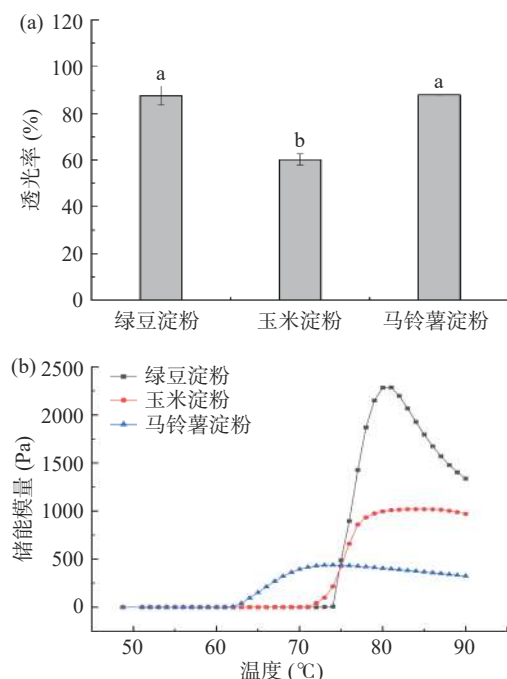 (a)
120
100
80
60
40
20
0
透光率 (%)
a
b
a
绿豆淀粉
玉米淀粉
马铃薯淀粉
(b)
2500
2000
1500
1000
500
0
储能模量 (Pa)
绿豆淀粉
玉米淀粉
马铃薯淀粉
50
60
70
80
90
温度 (℃)